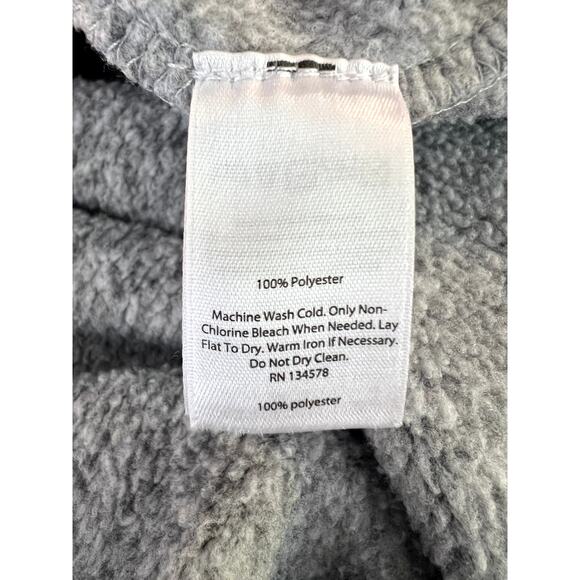 100% Polyester
Machine Wash Cold. Only Non-
Chlorine Bleach When Needed. Lay
Flat To Dry. Warm Iron If Necessary.
Do Not Dry Clean.
RN 134578
100% polyester